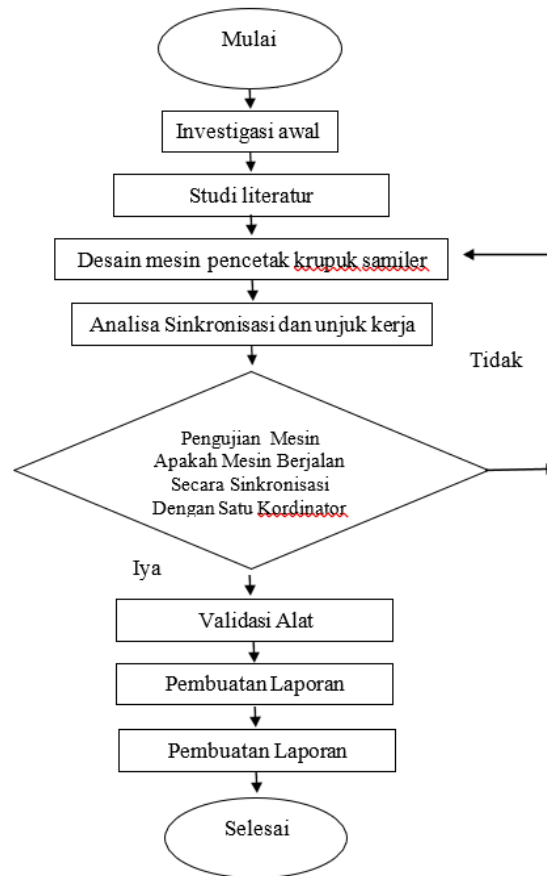 Mulai
Investigasi awal
Studi literatur
Desain mesin pencetak krupuk samiler
Analisa Sinkronisasi dan unjuk kerja
Tidak
Pengujian Mesin
Apakah Mesin Berjalan
Secara Sinkronisasi
Dengan Satu Kordinator
Iya
Validasi Alat
Pembuatan Laporan
Pembuatan Laporan
Selesai